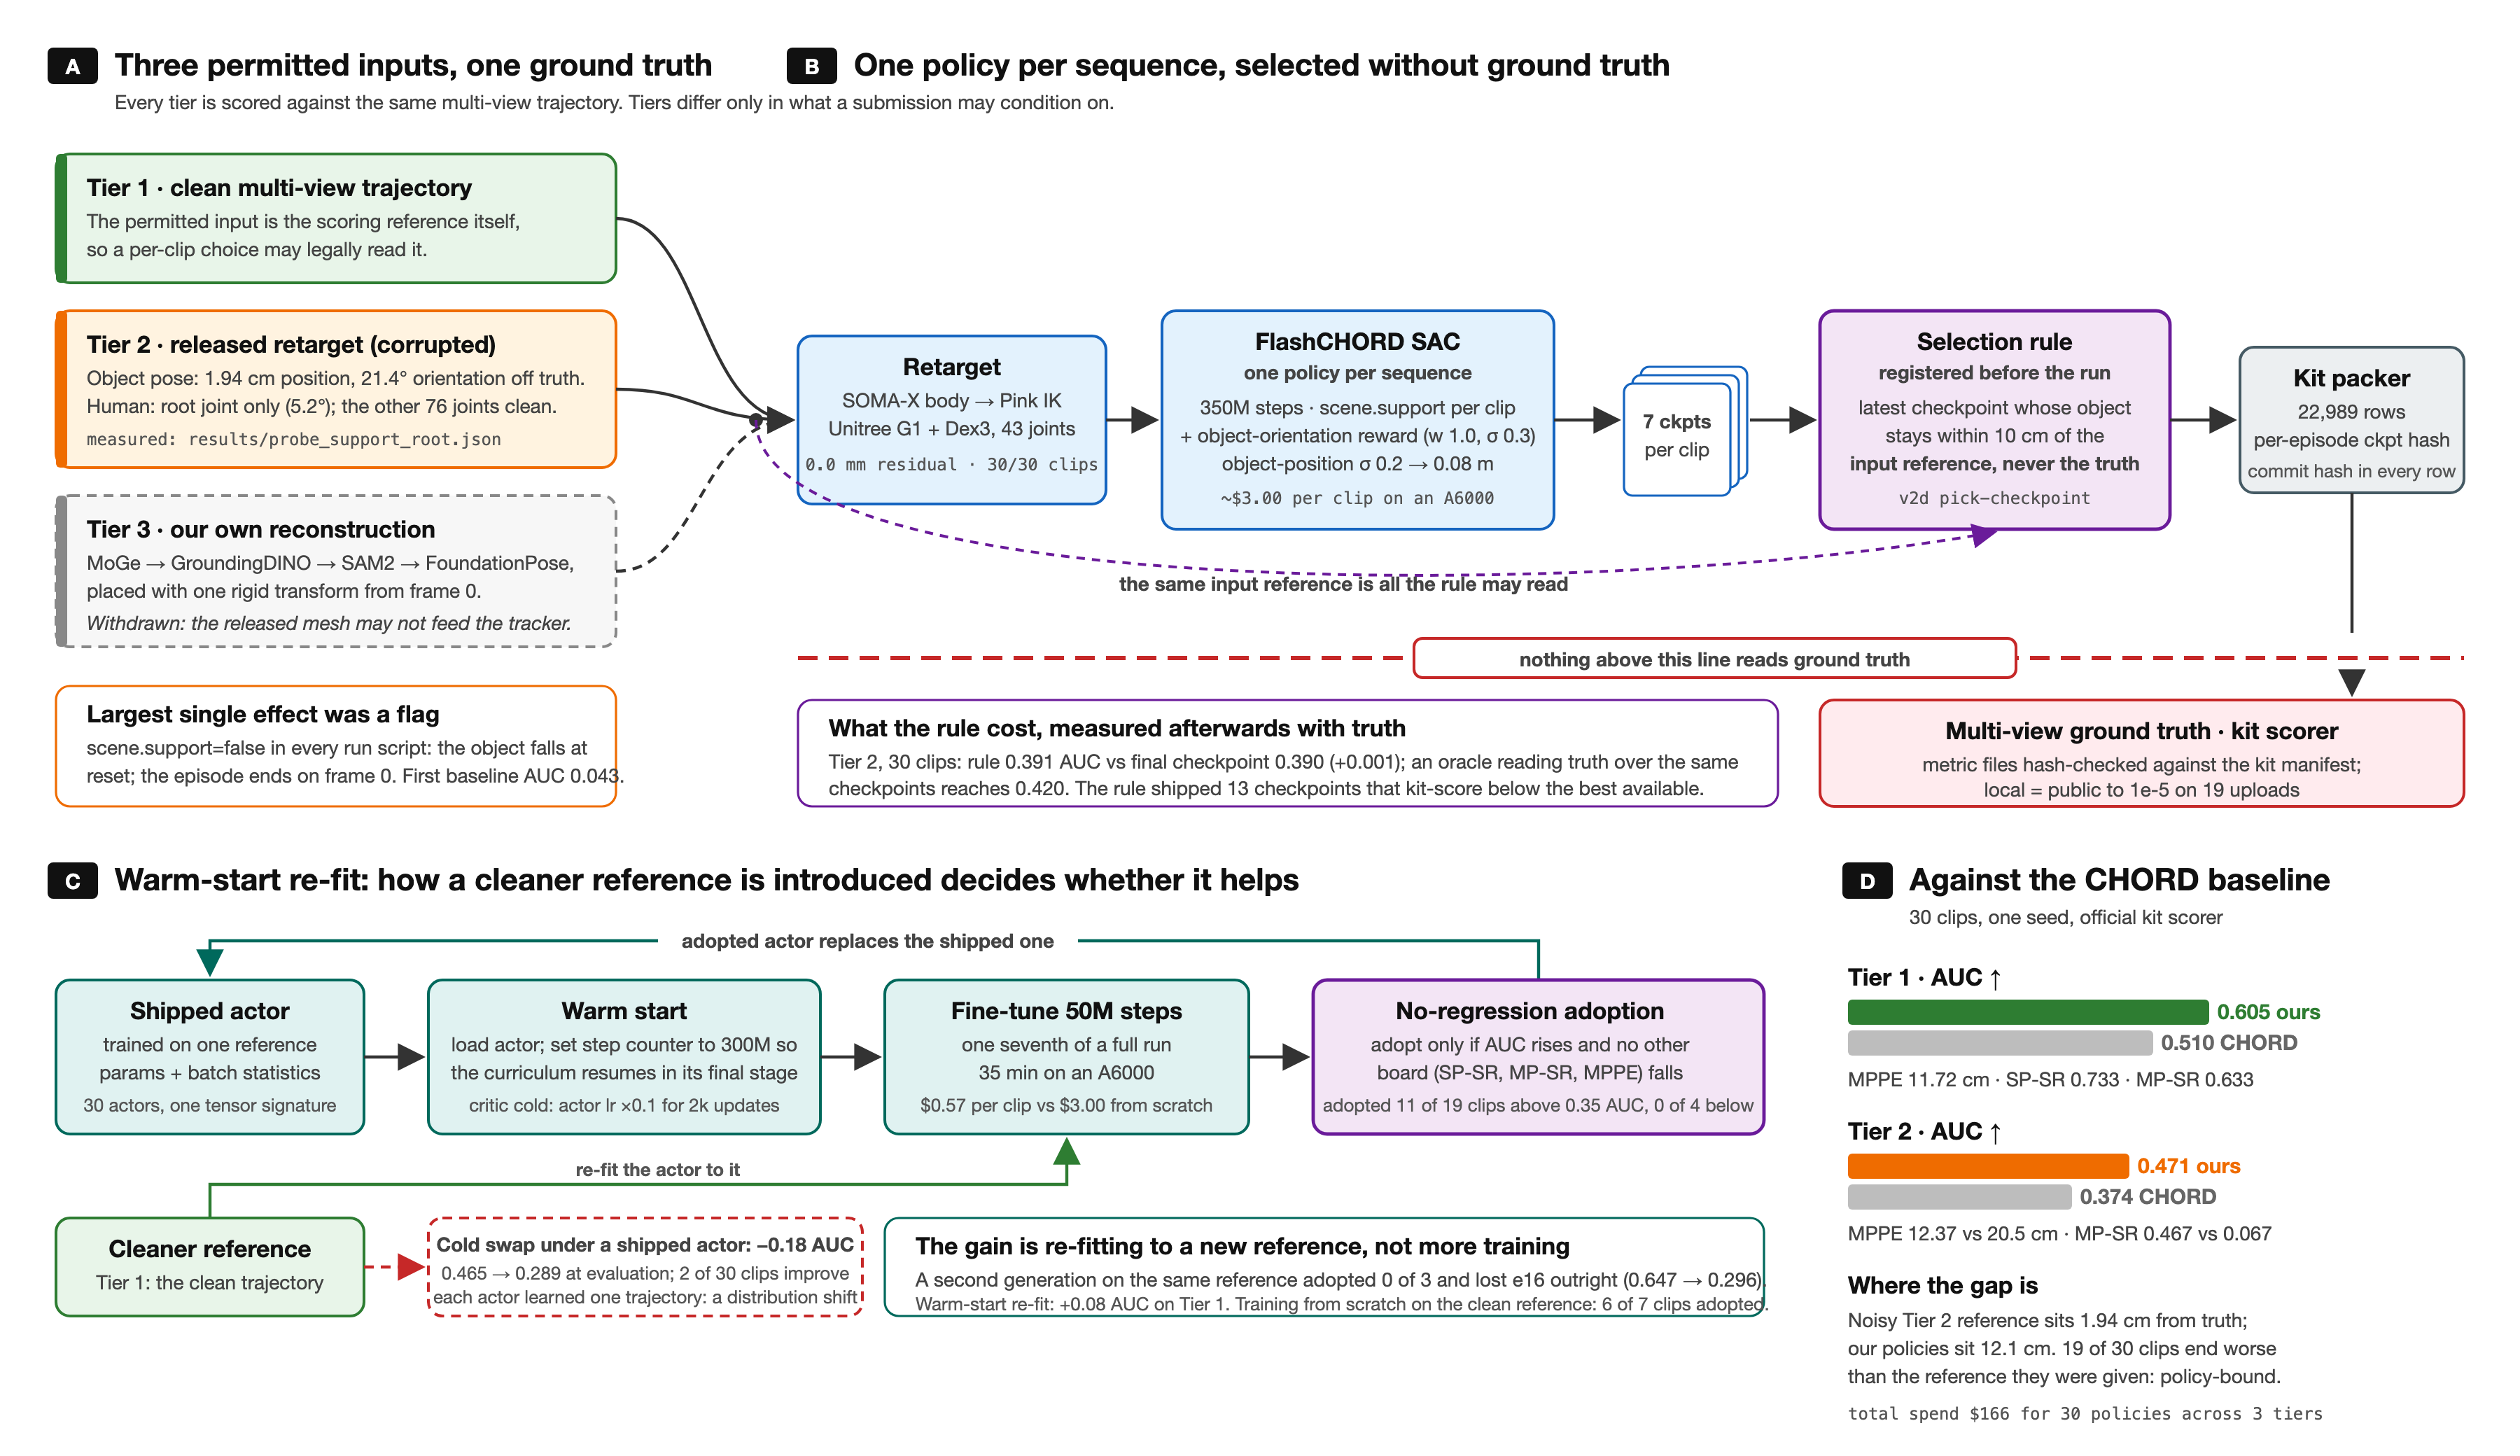 A Three permitted inputs, one ground truth
Every tier is scored against the same multi-view trajectory. Tiers differ only in what a submission may condition on.
B One policy per sequence, selected without ground truth
Tier 1 · clean multi-view trajectory
The permitted input is the scoring reference itself,
so a per-clip choice may legally read it.
Tier 2 · released retarget (corrupted)
Object pose: 1.94 cm position, 21.4° orientation off truth.
Human: root joint only (5.2°); the other 76 joints clean.
measured: results/probe_support_root.json
Tier 3 · our own reconstruction
MoGe → GroundingDINO → SAM2 → FoundationPose,
placed with one rigid transform from frame 0.
Withdrawn: the released mesh may not feed the tracker.
Largest single effect was a flag
scene.support=false in every run script: the object falls at
reset; the episode ends on frame 0. First baseline AUC 0.043.
Retarget
SOMA-X body → Pink IK
Unitree G1 + Dex3, 43 joints
0.0 mm residual · 30/30 clips
FlashCHORD SAC
one policy per sequence
350M steps · scene.support per clip
+ object-orientation reward (w 1.0, σ 0.3)
object-position σ 0.2 → 0.08 m
~$3.00 per clip on an A6000
7 ckpts
per clip
Selection rule
registered before the run
latest checkpoint whose object
stays within 10 cm of the
input reference, never the truth
v2d pick-checkpoint
Kit packer
22,989 rows
per-episode ckpt hash
commit hash in every row
the same input reference is all the rule may read
nothing above this line reads ground truth
What the rule cost, measured afterwards with truth
Tier 2, 30 clips: rule 0.391 AUC vs final checkpoint 0.390 (+0.001); an oracle reading truth over the same
checkpoints reaches 0.420. The rule shipped 13 checkpoints that kit-score below the best available.
Multi-view ground truth · kit scorer
metric files hash-checked against the kit manifest;
local = public to 1e-5 on 19 uploads
C Warm-start re-fit: how a cleaner reference is introduced decides whether it helps
adopted actor replaces the shipped one
Shipped actor
trained on one reference
params + batch statistics
30 actors, one tensor signature
Warm start
load actor; set step counter to 300M so
the curriculum resumes in its final stage
critic cold: actor lr ×0.1 for 2k updates
Fine-tune 50M steps
one seventh of a full run
35 min on an A6000
$0.57 per clip vs $3.00 from scratch
No-regression adoption
adopt only if AUC rises and no other
board (SP-SR, MP-SR, MPPE) falls
adopted 11 of 19 clips above 0.35 AUC, 0 of 4 below
re-fit the actor to it
Cleaner reference
Tier 1: the clean trajectory
Cold swap under a shipped actor: −0.18 AUC
0.465 → 0.289 at evaluation; 2 of 30 clips improve
each actor learned one trajectory: a distribution shift
The gain is re-fitting to a new reference, not more training
A second generation on the same reference adopted 0 of 3 and lost e16 outright (0.647 → 0.296).
Warm-start re-fit: +0.08 AUC on Tier 1. Training from scratch on the clean reference: 6 of 7 clips adopted.
D Against the CHORD baseline
30 clips, one seed, official kit scorer
Tier 1 · AUC ↑
0.605 ours
0.510 CHORD
MPPE 11.72 cm · SP-SR 0.733 · MP-SR 0.633
Tier 2 · AUC ↑
0.471 ours
0.374 CHORD
MPPE 12.37 vs 20.5 cm · MP-SR 0.467 vs 0.067
Where the gap is
Noisy Tier 2 reference sits 1.94 cm from truth;
our policies sit 12.1 cm. 19 of 30 clips end worse
than the reference they were given: policy-bound.
total spend $166 for 30 policies across 3 tiers